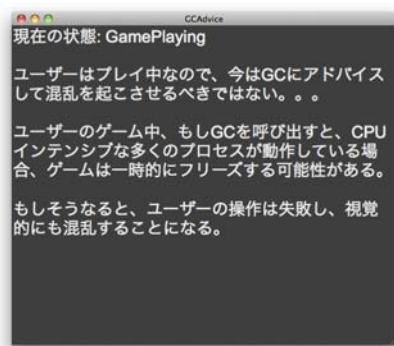 GCAdvice
現在の状態: GamePlaying
ユーザーはプレイ中なので、今はGCにアドバイス
して混乱を起こさせるべきではない。。。
ユーザーのゲーム中、もしGCを呼び出すと、CPU
インテンシブな多くのプロセスが動作している場
合、ゲームは一時的にフリーズする可能性がある。
もしそうなると、ユーザーの操作は失敗し、視覚
的にも混乱することになる。